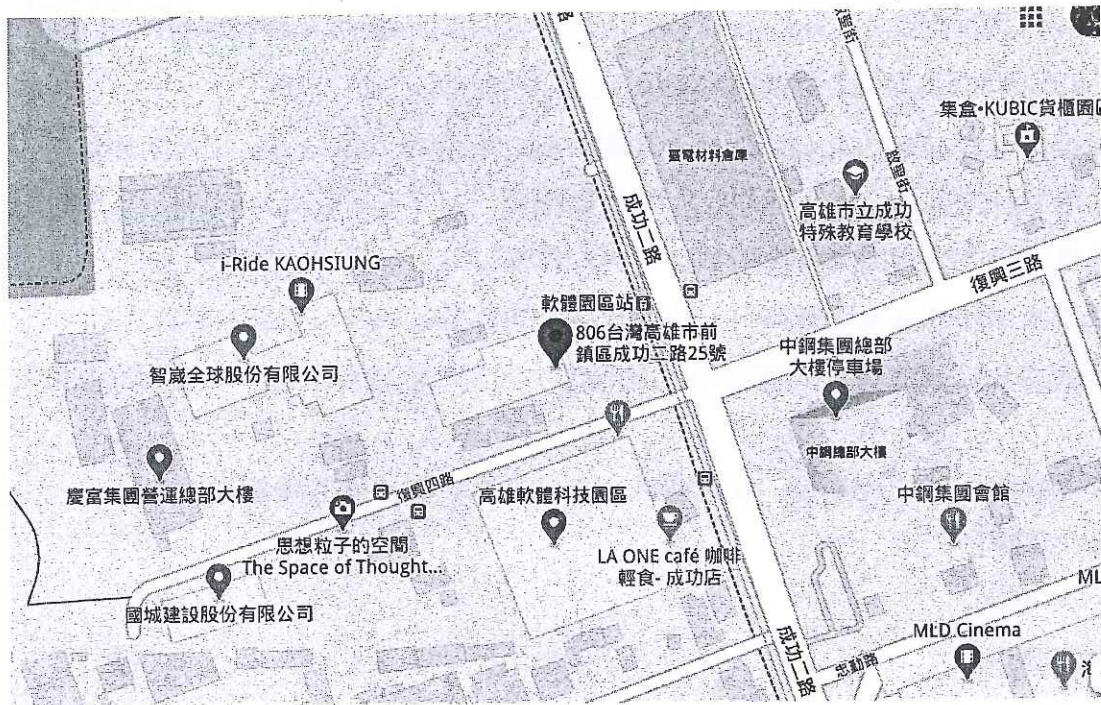 啟聖街
集盒•KUBIC貨櫃園區
臺電材料倉庫
啟聖街
高雄市立成功
特殊教育學校
成功二路
復興三路
i-Ride KAOHSIUNG
軟體園區站
806台灣高雄市前
鎮區成功二路25號
智崴全球股份有限公司
中鋼集團總部
大樓停車場
中鋼總部大樓
慶富集團營運總部大樓
復興四路
高雄軟體科技園區
中鋼集團會館
思想粒子的空間
The Space of Thought...
LA ONE café 咖啡
輕食- 成功店
國城建設股份有限公司
ML
MLD Cinema
成功二路
忠勤路